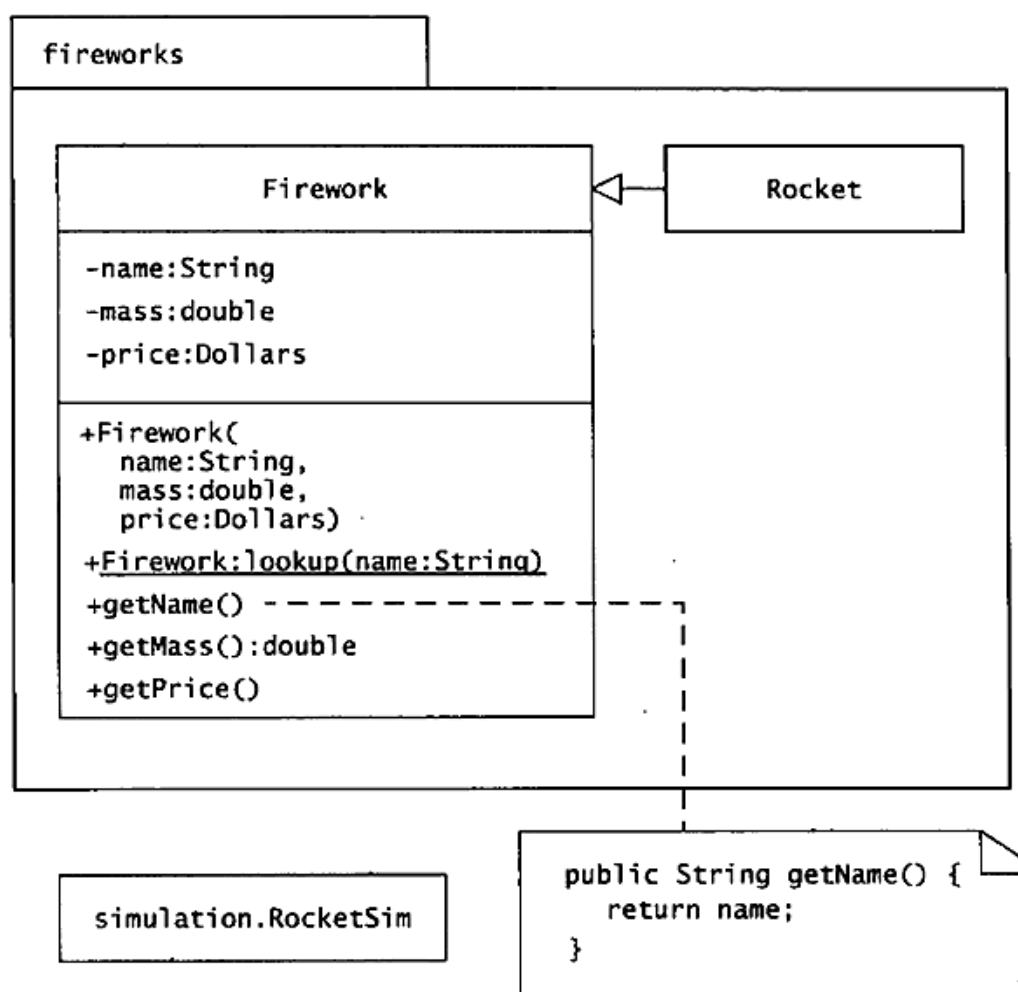 fireworks
Firework
Rocket
-name:String
-mass:double
-price:Dollars
+Firework(
name:String,
mass:double,
price:Dollars)
+Firework:lookup(name:String)
+getName()
+getMass():double
+getPrice()
simulation.RocketSim
public String getName() {
return name;
}